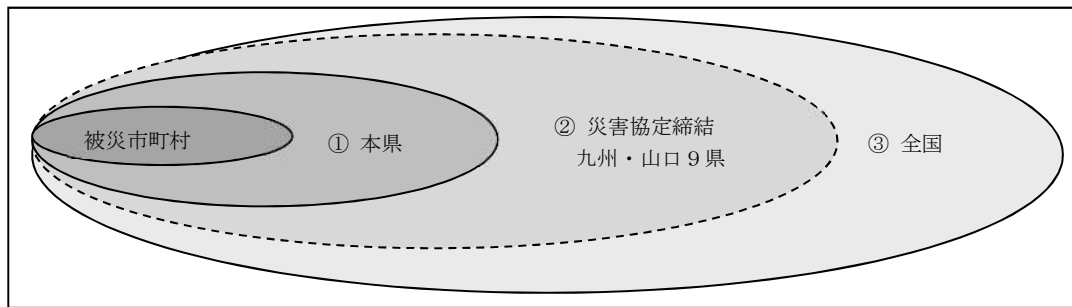 被災市町村
① 本県
② 災害協定締結
九州・山口９県
③ 全国